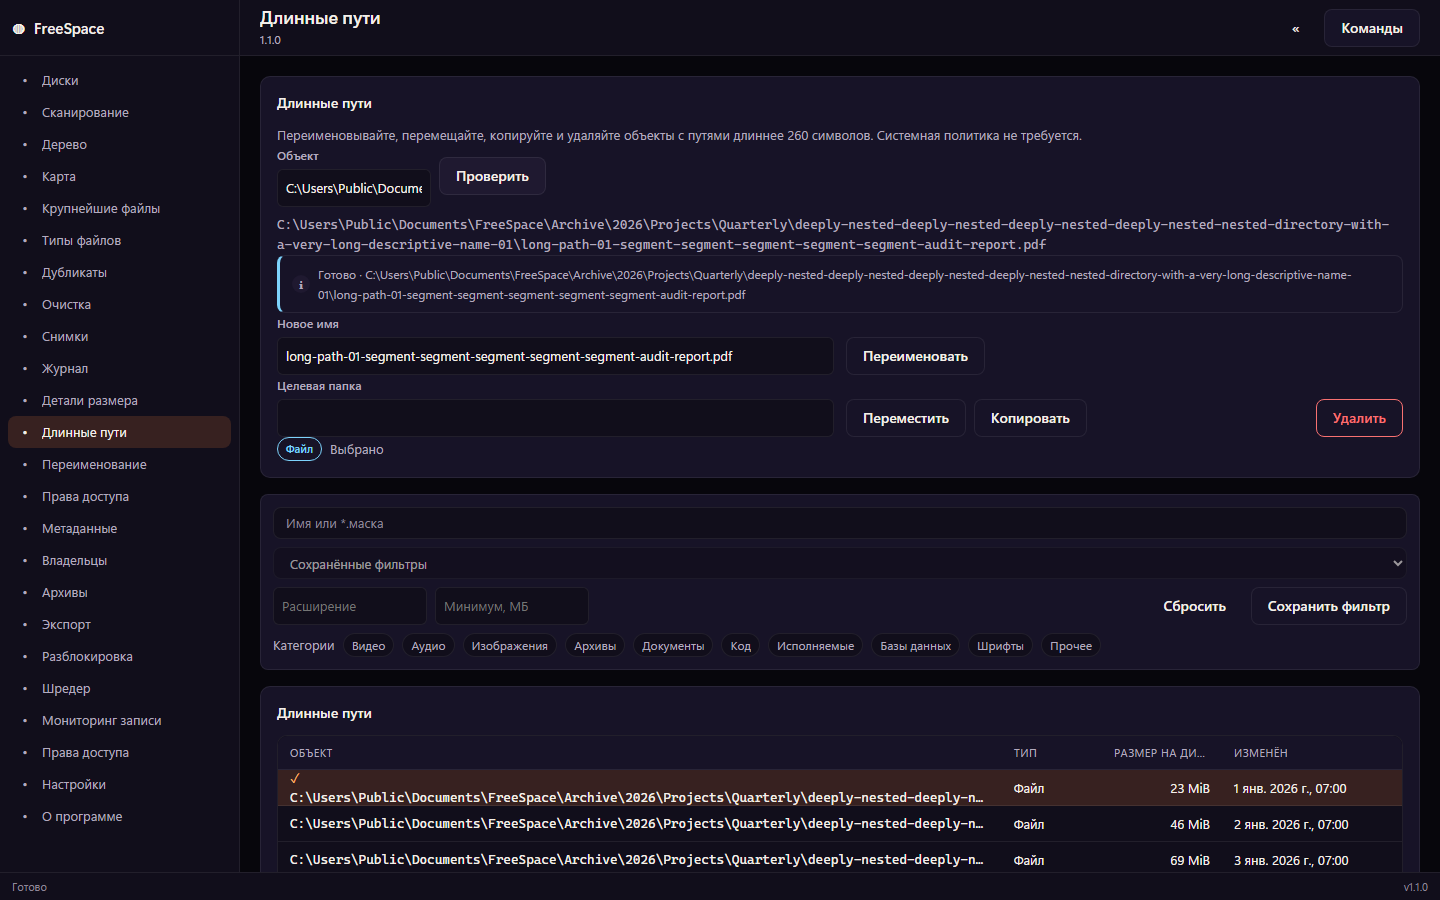 FreeSpace
Длинные пути
1.1.0
«
Команды
Диски
Сканирование
Дерево
Карта
Крупнейшие файлы
Типы файлов
Дубликаты
Очистка
Снимки
Журнал
Детали размера
Длинные пути
Переименование
Права доступа
Метаданные
Владельцы
Архивы
Экспорт
Разблокировка
Шредер
Мониторинг записи
Права доступа
Настройки
О программе
Длинные пути
Переименовывайте, перемещайте, копируйте и удаляйте объекты с путями длиннее 260 символов. Системная политика не требуется.
Объект
C:\Users\Public\Docume
Проверить
C:\Users\Public\Documents\FreeSpace\Archive\2026\Projects\Quarterly\deeply-nested-deeply-nested-deeply-nested-deeply-nested-nested-directory-with-
a-very-long-descriptive-name-01\long-path-01-segment-segment-segment-segment-segment-audit-report.pdf
Готово · C:\Users\Public\Documents\FreeSpace\Archive\2026\Projects\Quarterly\deeply-nested-deeply-nested-deeply-nested-deeply-nested-nested-directory-with-a-very-long-descriptive-name-
01\long-path-01-segment-segment-segment-segment-segment-audit-report.pdf
Новое имя
long-path-01-segment-segment-segment-segment-segment-audit-report.pdf
Переименовать
Целевая папка
Переместить
Копировать
Удалить
Файл Выбрано
Имя или *.маска
Сохранённые фильтры
Расширение
Минимум, МБ
Сбросить
Сохранить фильтр
Категории Видео Аудио Изображения Архивы Документы Код Исполняемые Базы данных Шрифты Прочее
Длинные пути
ОБЪЕКТ ТИП РАЗМЕР НА ДИ… ИЗМЕНЁН
✓
C:\Users\Public\Documents\FreeSpace\Archive\2026\Projects\Quarterly\deeply-nested-deeply-n… Файл 23 MiB 1 янв. 2026 г., 07:00
C:\Users\Public\Documents\FreeSpace\Archive\2026\Projects\Quarterly\deeply-nested-deeply-n… Файл 46 MiB 2 янв. 2026 г., 07:00
C:\Users\Public\Documents\FreeSpace\Archive\2026\Projects\Quarterly\deeply-nested-deeply-n… Файл 69 MiB 3 янв. 2026 г., 07:00
Готово
v1.1.0